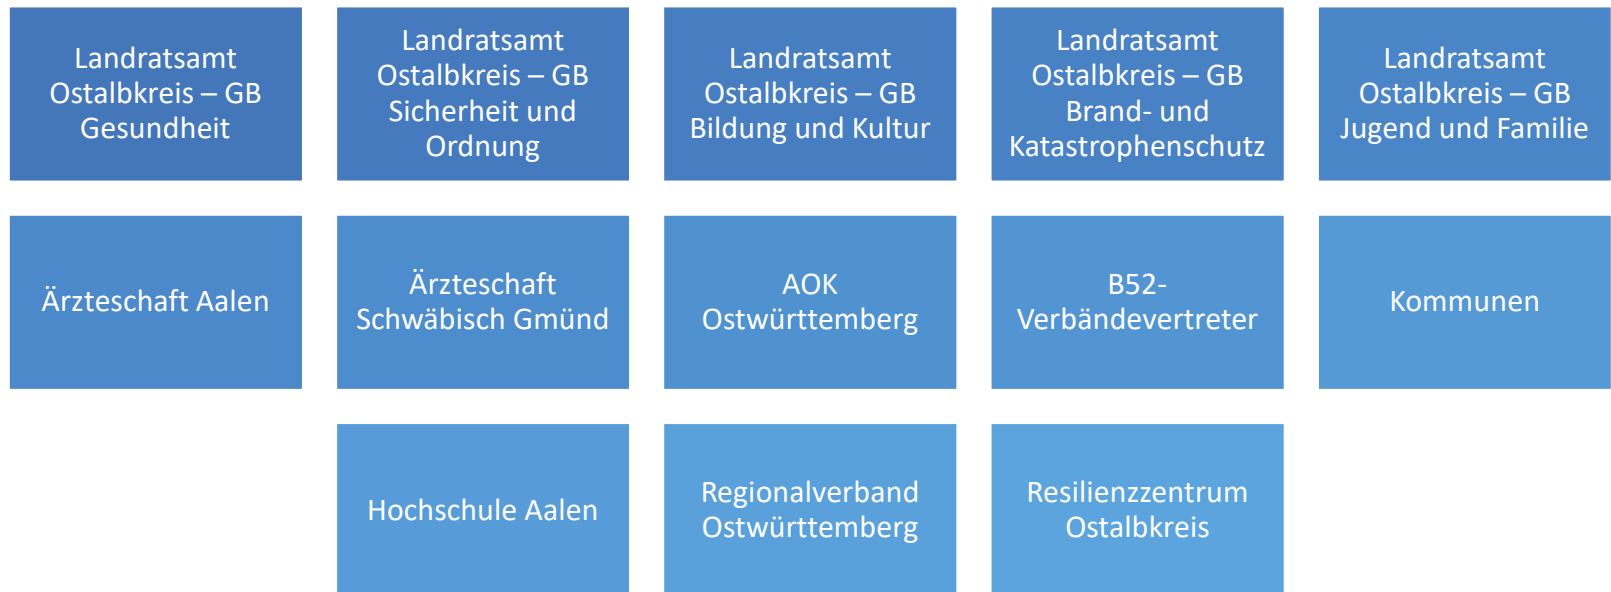 Landratsamt
Ostalbkreis – GB
Gesundheit
Landratsamt
Ostalbkreis – GB
Sicherheit und
Ordnung
Landratsamt
Ostalbkreis – GB
Bildung und Kultur
Landratsamt
Ostalbkreis – GB
Brand- und
Katastrophenschutz
Landratsamt
Ostalbkreis – GB
Jugend und Familie
Ärzteschaft Aalen
Ärzteschaft
Schwäbisch Gmünd
AOK
Ostwürttemberg
B52-
Verbändevertreter
Kommunen
Hochschule Aalen
Regionalverband
Ostwürttemberg
Resilienzzentrum
Ostalbkreis